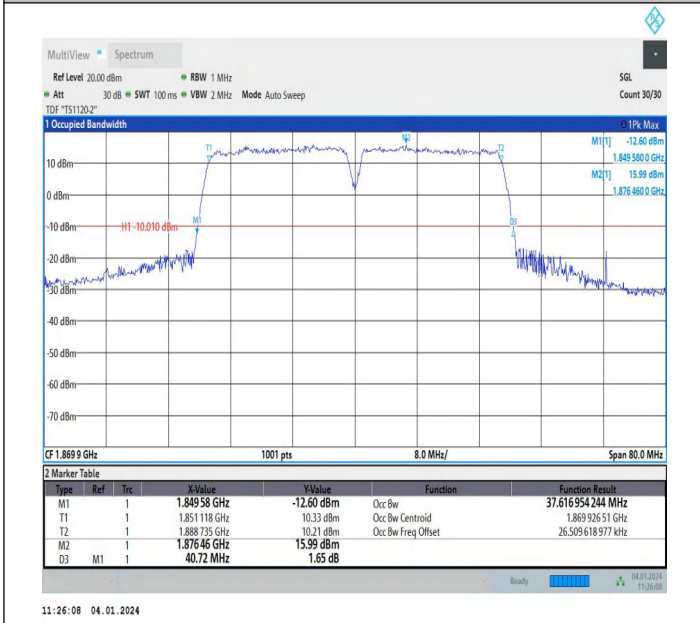 MultiView Spectrum
Ref Level 20.00 dBm RBW 1 MHz SGL
Att 30 dB SWT 100 ms VBW 2 MHz Mode Auto Sweep Count 30/30
TDF "TS1120-2"
1 Occupied Bandwidth 1Pk Max
M1[1] -12.60 dBm
1.849 580 0 GHz
M2[1] 15.99 dBm
1.876 460 0 GHz
T1 M2 T2
10 dBm
0 dBm
M1 D3
-10 dBm H1 -10.010 dBm
-20 dBm
-30 dBm
-40 dBm
-50 dBm
-60 dBm
-70 dBm
CF 1.869 9 GHz 1001 pts 8.0 MHz/ Span 80.0 MHz
2 Marker Table
Type Ref Trc X-Value Y-Value Function Function Result
M1 1 1.849 58 GHz -12.60 dBm Occ Bw 37.616 954 244 MHz
T1 1 1.851 118 GHz 10.33 dBm Occ Bw Centroid 1.869 926 51 GHz
T2 1 1.888 735 GHz 10.21 dBm Occ Bw Freq Offset 26.509 618 977 kHz
M2 1 1.876 46 GHz 15.99 dBm
D3 M1 1 40.72 MHz 1.65 dB
Ready 04.01.2024
11:26:08
11:26:08 04.01.2024